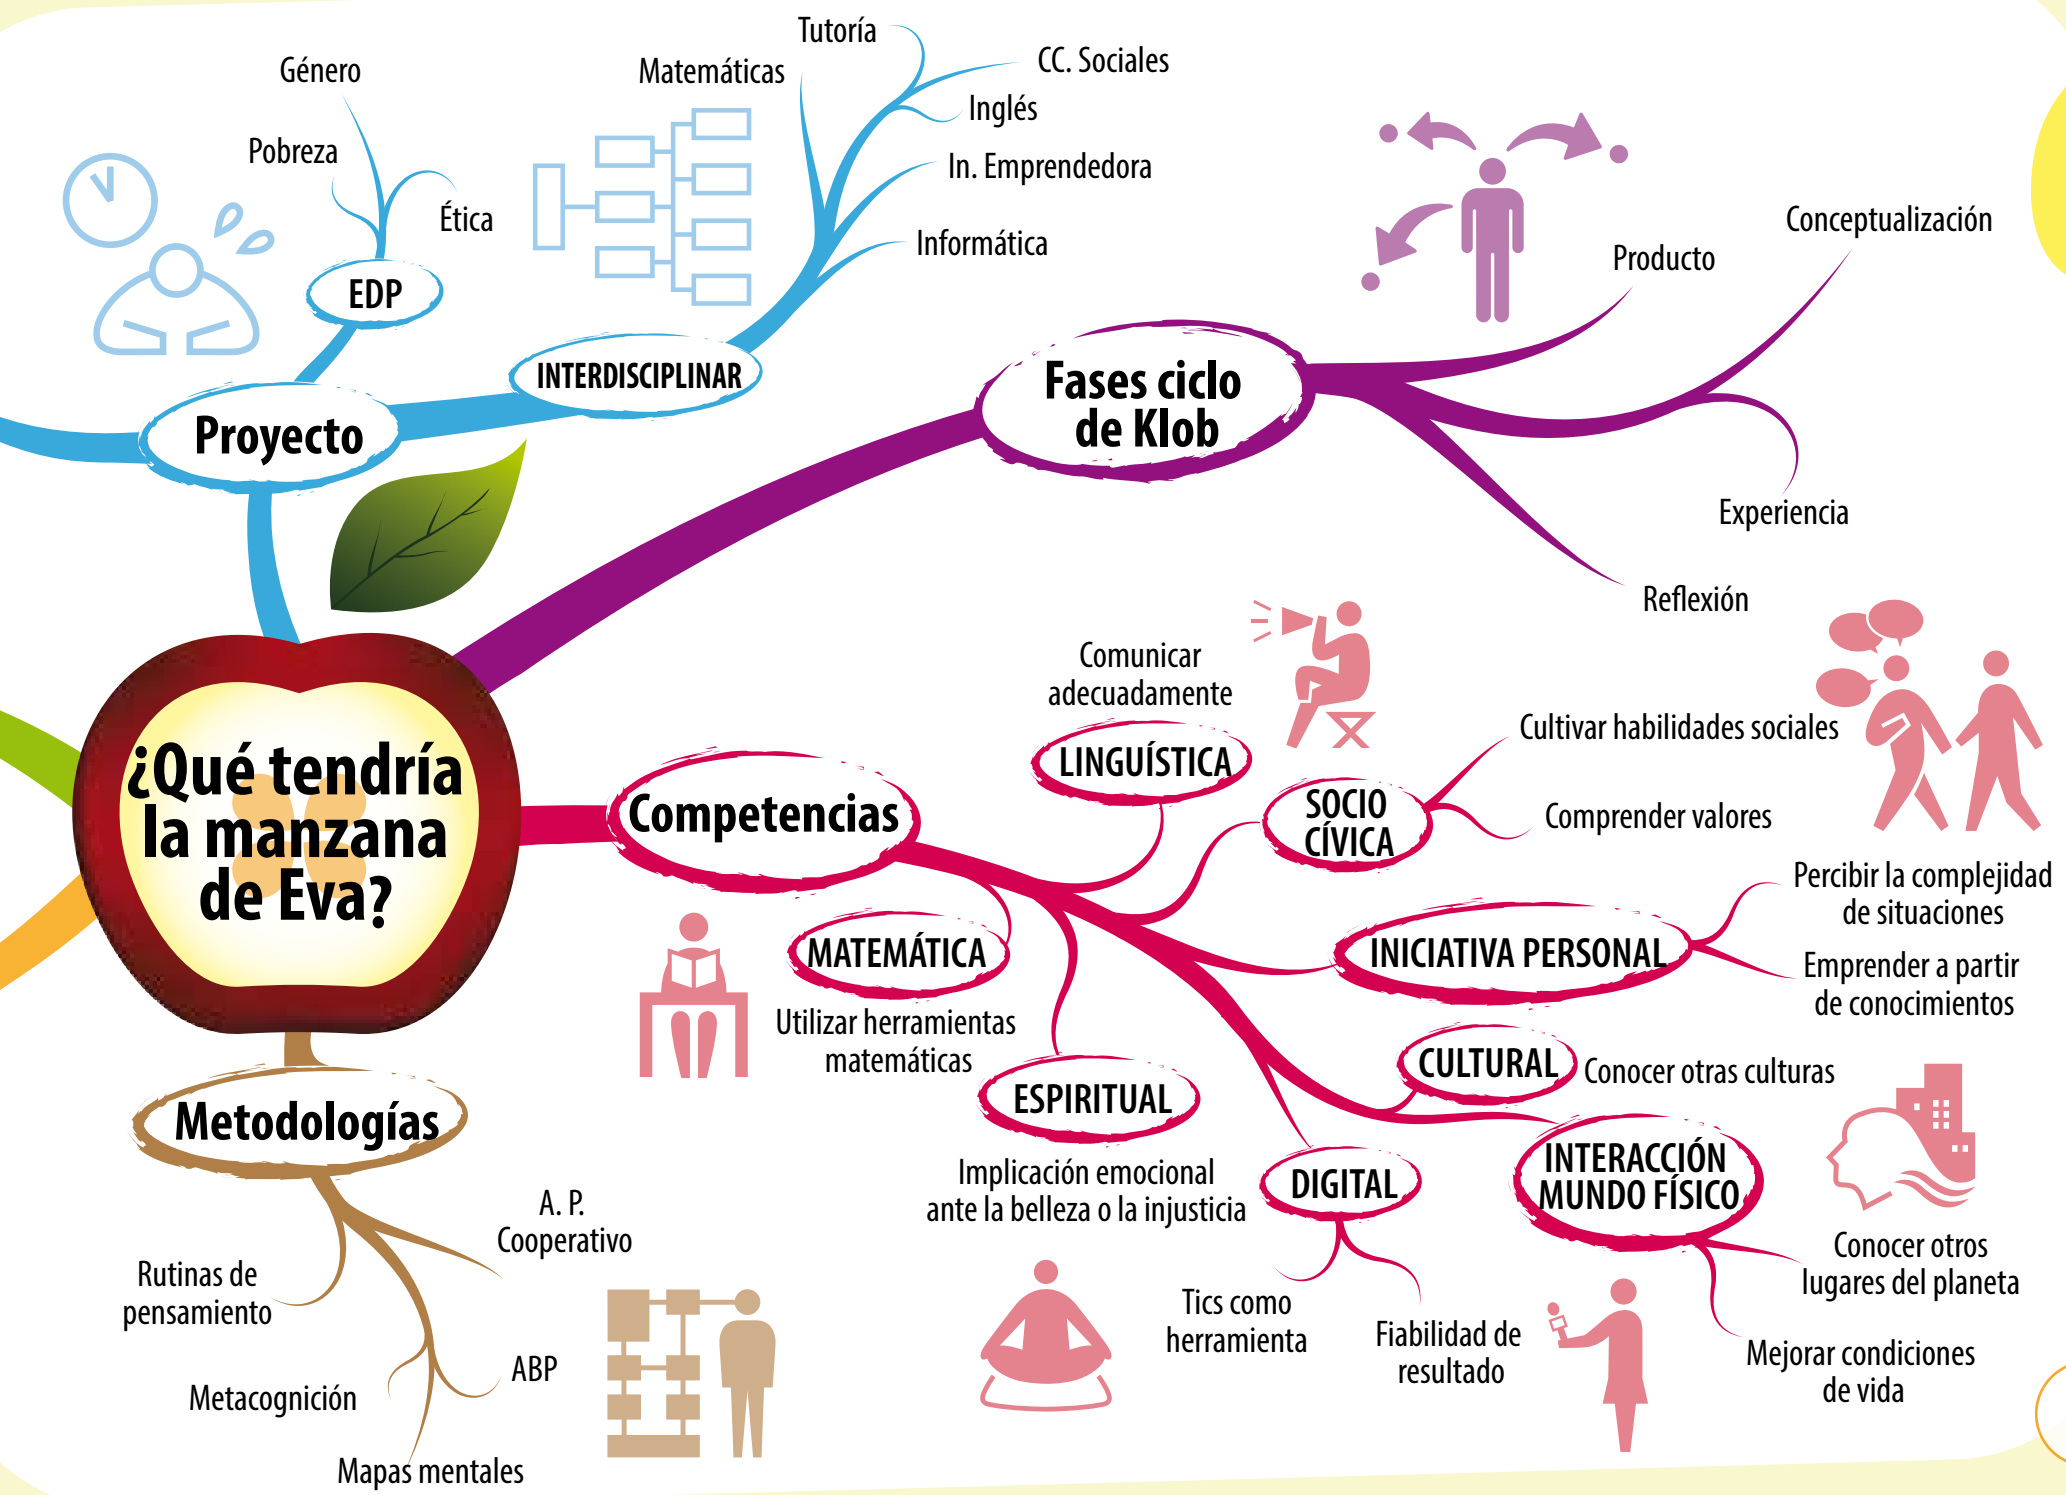 Género
Pobreza
Ética
EDP
Matemáticas
Tutoría
CC. Sociales
Inglés
In. Emprendedora
Informática
INTERDISCIPLINAR
Proyecto
Fases ciclo
de Klob
Producto
Conceptualización
Experiencia
Reflexión
¿Qué tendría
la manzana
de Eva?
Competencias
Comunicar
adecuadamente
LINGUÍSTICA
SOCIO
CÍVICA
Cultivar habilidades sociales
Comprender valores
INICIATIVA PERSONAL
Percibir la complejidad
de situaciones
Emprender a partir
de conocimientos
MATEMÁTICA
Utilizar herramientas
matemáticas
ESPIRITUAL
Implicación emocional
ante la belleza o la injusticia
CULTURAL
Conocer otras culturas
DIGITAL
Tics como
herramienta
Fiabilidad de
resultado
INTERACCIÓN
MUNDO FÍSICO
Conocer otros
lugares del planeta
Mejorar condiciones
de vida
Metodologías
A. P.
Cooperativo
Rutinas de
pensamiento
ABP
Metacognición
Mapas mentales